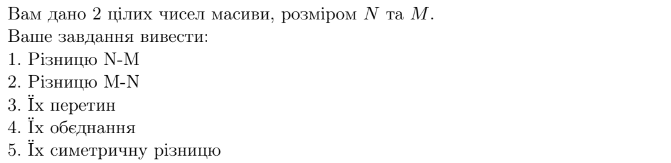 Вам дано 2 цілих чисел масиви, розміром N та M.
Ваше завдання вивести:
1. Різницю N-M
2. Різницю M-N
3. Їх перетин
4. Їх обєднання
5. Їх симетричну різницю